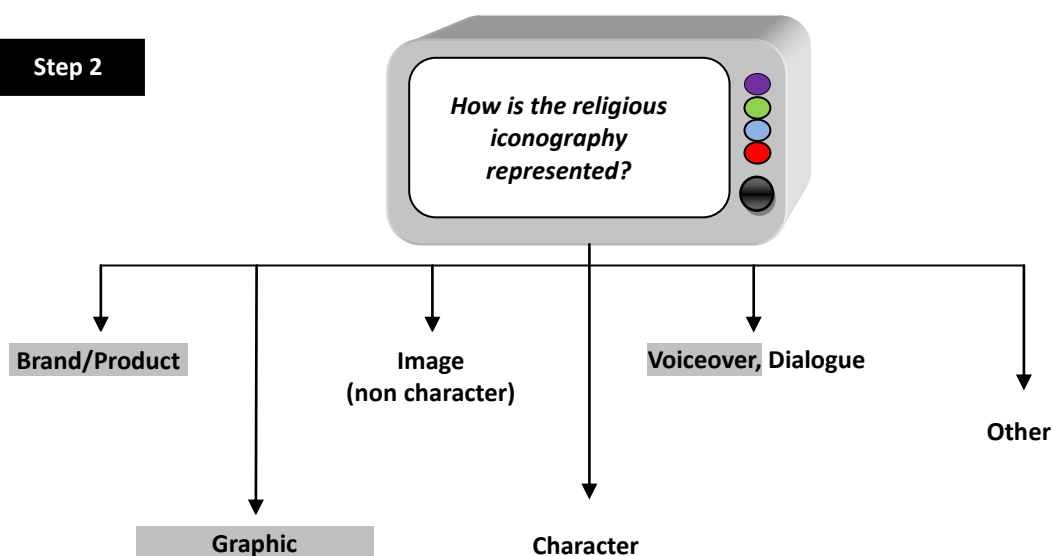 Step 2
How is the religious
iconography
represented?
Brand/Product
Image
(non character)
Voiceover, Dialogue
Other
Graphic
Character